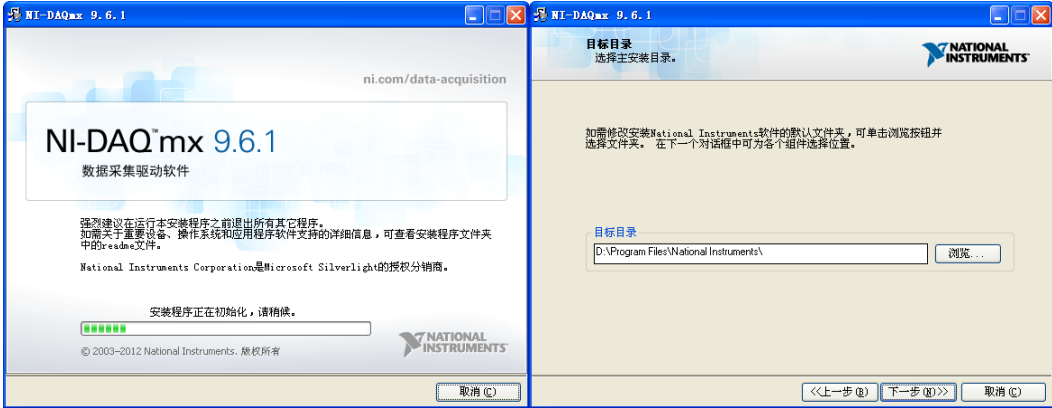 NI-DAQmx 9.6.1
ni.com/data-acquisition
NI-DAQ™mx 9.6.1
数据采集驱动软件
强烈建议在运行本安装程序之前退出所有其它程序。
如需关于重要设备、操作系统和应用程序软件支持的详细信息，可查看安装程序文件夹
中的readme文件。
National Instruments Corporation是Microsoft Silverlight的授权分销商。
安装程序正在初始化，请稍候。
© 2003–2012 National Instruments. 版权所有
NATIONAL
INSTRUMENTS
取消(C)
NI-DAQmx 9.6.1
目标目录
选择主安装目录。
NATIONAL
INSTRUMENTS
如需修改安装National Instruments软件的默认文件夹，可单击浏览按钮并
选择文件夹。 在下一个对话框中可为各个组件选择位置。
目标目录
D:\Program Files\National Instruments\
浏览...
<<上一步(B)
下一步(N)>>
取消(C)